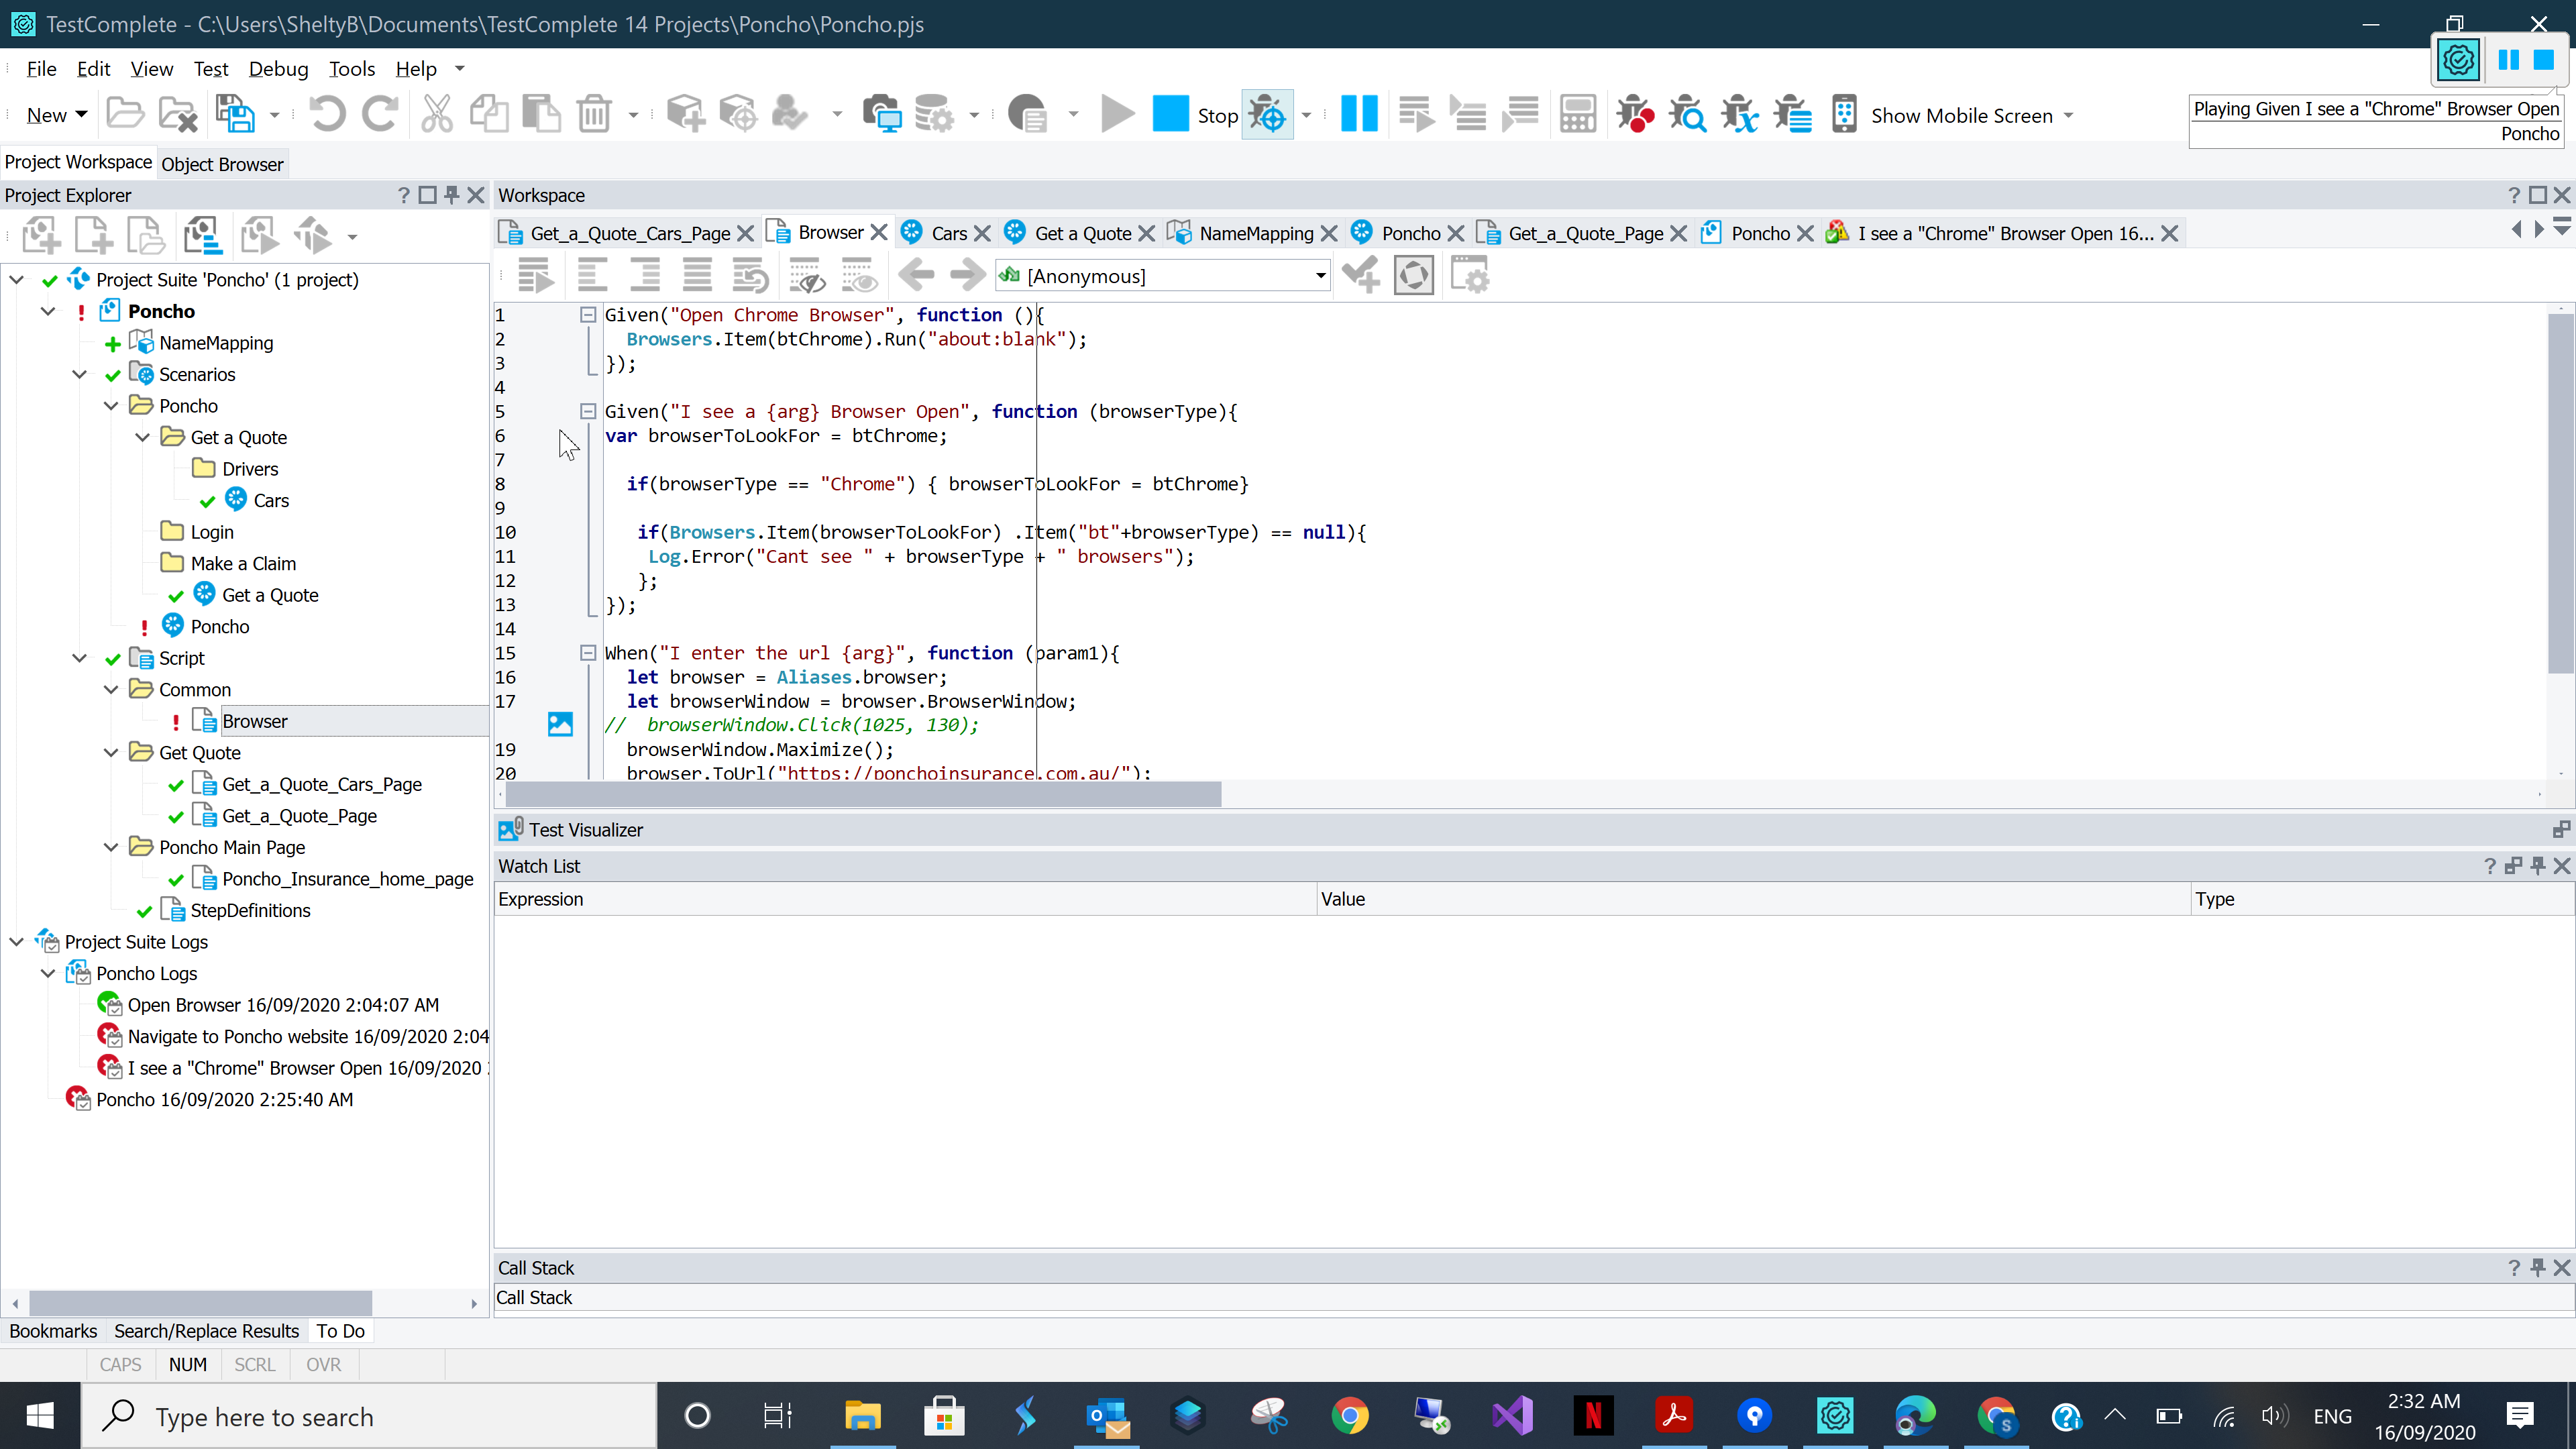 TestComplete - C:\Users\SheltyB\Documents\TestComplete 14 Projects\Poncho\Poncho.pjs
File Edit View Test Debug Tools Help
New Stop Show Mobile Screen
Playing Given I see a "Chrome" Browser Open
Poncho
Project Workspace Object Browser
Project Explorer
Workspace
Get_a_Quote_Cars_Page Browser Cars Get a Quote NameMapping Poncho Get_a_Quote_Page Poncho I see a "Chrome" Browser Open 16...
[Anonymous]
Project Suite 'Poncho' (1 project)
Poncho
NameMapping
Scenarios
Poncho
Get a Quote
Drivers
Cars
Login
Make a Claim
Get a Quote
Poncho
Script
Common
Browser
Get Quote
Get_a_Quote_Cars_Page
Get_a_Quote_Page
Poncho Main Page
Poncho_Insurance_home_page
StepDefinitions
Project Suite Logs
Poncho Logs
Open Browser 16/09/2020 2:04:07 AM
Navigate to Poncho website 16/09/2020 2:04
I see a "Chrome" Browser Open 16/09/2020
Poncho 16/09/2020 2:25:40 AM
1 Given("Open Chrome Browser", function (){
2 Browsers.Item(btChrome).Run("about:blank");
3 });
4
5 Given("I see a {arg} Browser Open", function (browserType){
6 var browserToLookFor = btChrome;
7
8 if(browserType == "Chrome") { browserToLookFor = btChrome}
9
10 if(Browsers.Item(browserToLookFor) .Item("bt"+browserType) == null){
11 Log.Error("Cant see " + browserType + " browsers");
12 };
13 });
14
15 When("I enter the url {arg}", function (param1){
16 let browser = Aliases.browser;
17 let browserWindow = browser.BrowserWindow;
// browserWindow.Click(1025, 130);
19 browserWindow.Maximize();
20 browser.ToUrl("https://ponchoinsurance.com.au/");
Test Visualizer
Watch List
Expression Value Type
Call Stack
Call Stack
Bookmarks Search/Replace Results To Do
CAPS NUM SCRL OVR
Type here to search
ENG
2:32 AM
16/09/2020